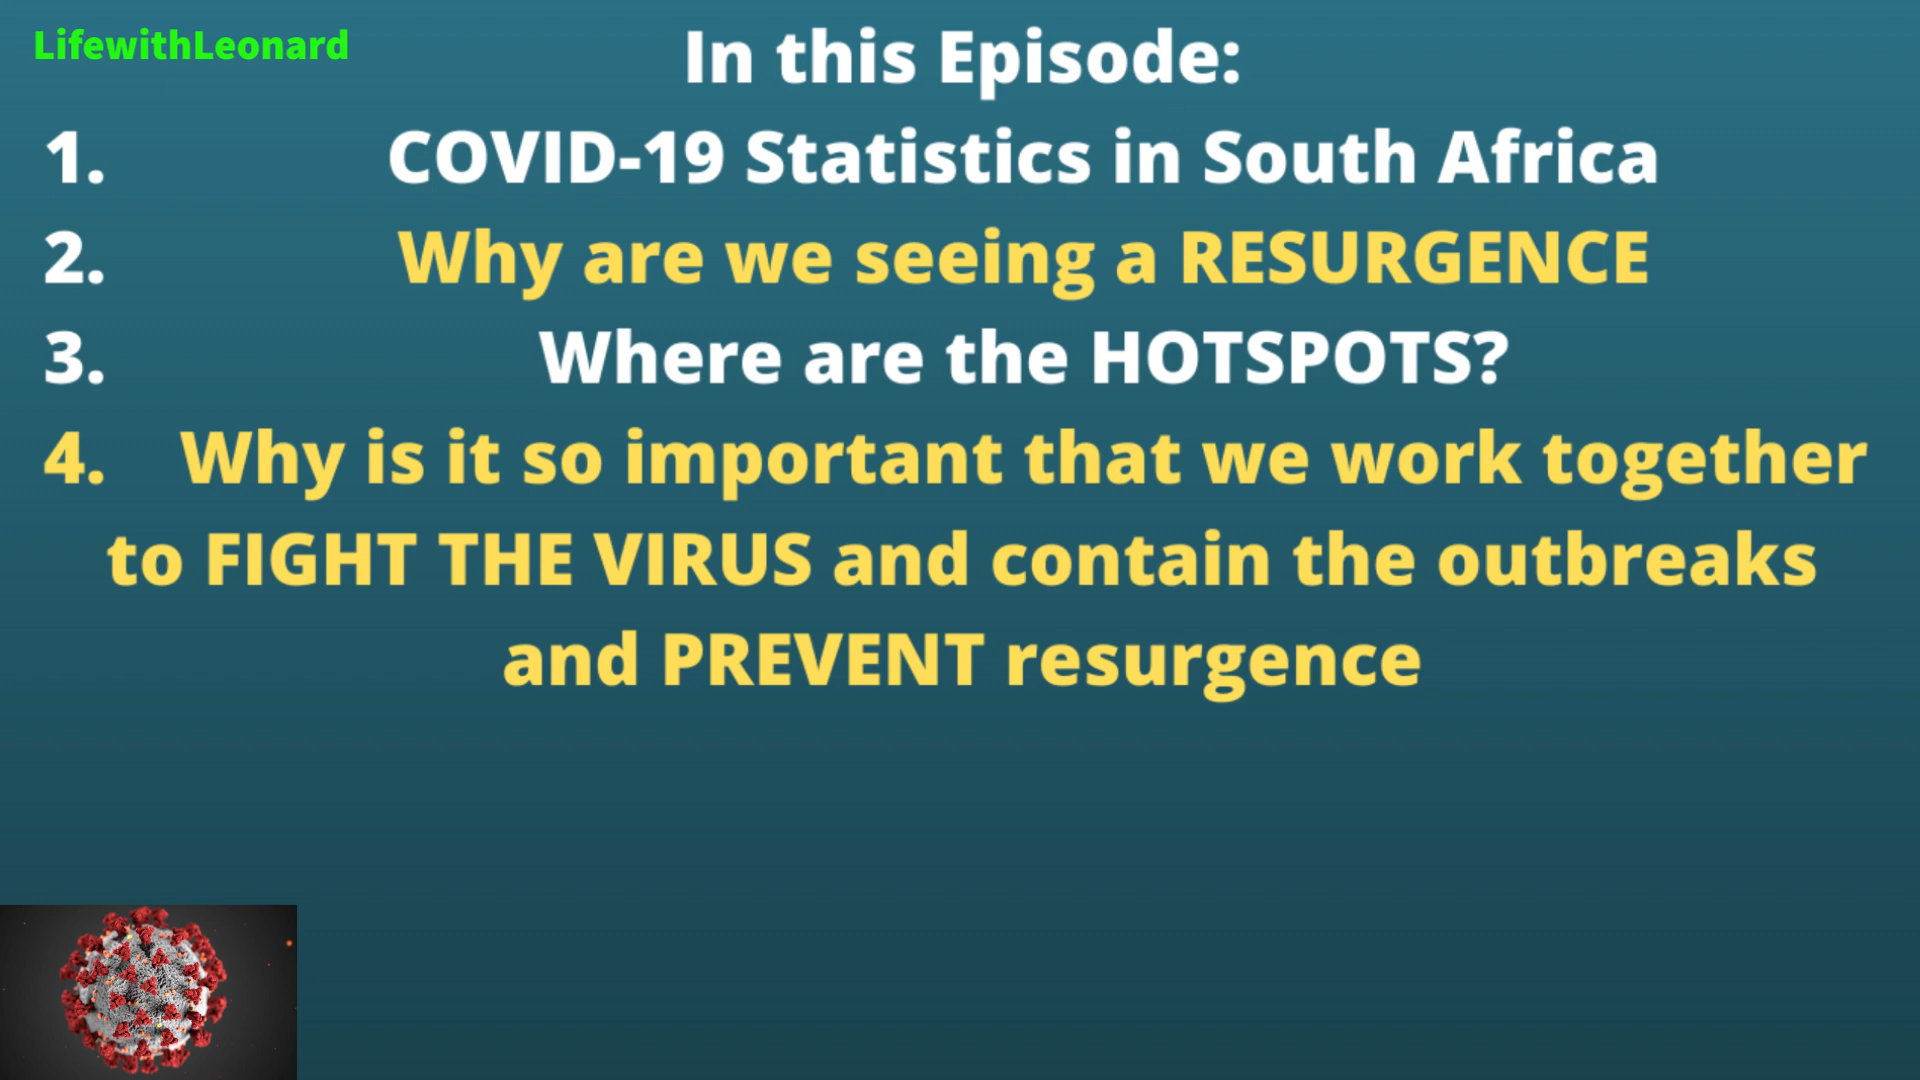 LifewithLeonard
In this Episode:
1. COVID-19 Statistics in South Africa
2. Why are we seeing a RESURGENCE
3. Where are the HOTSPOTS?
4. Why is it so important that we work together
to FIGHT THE VIRUS and contain the outbreaks
and PREVENT resurgence